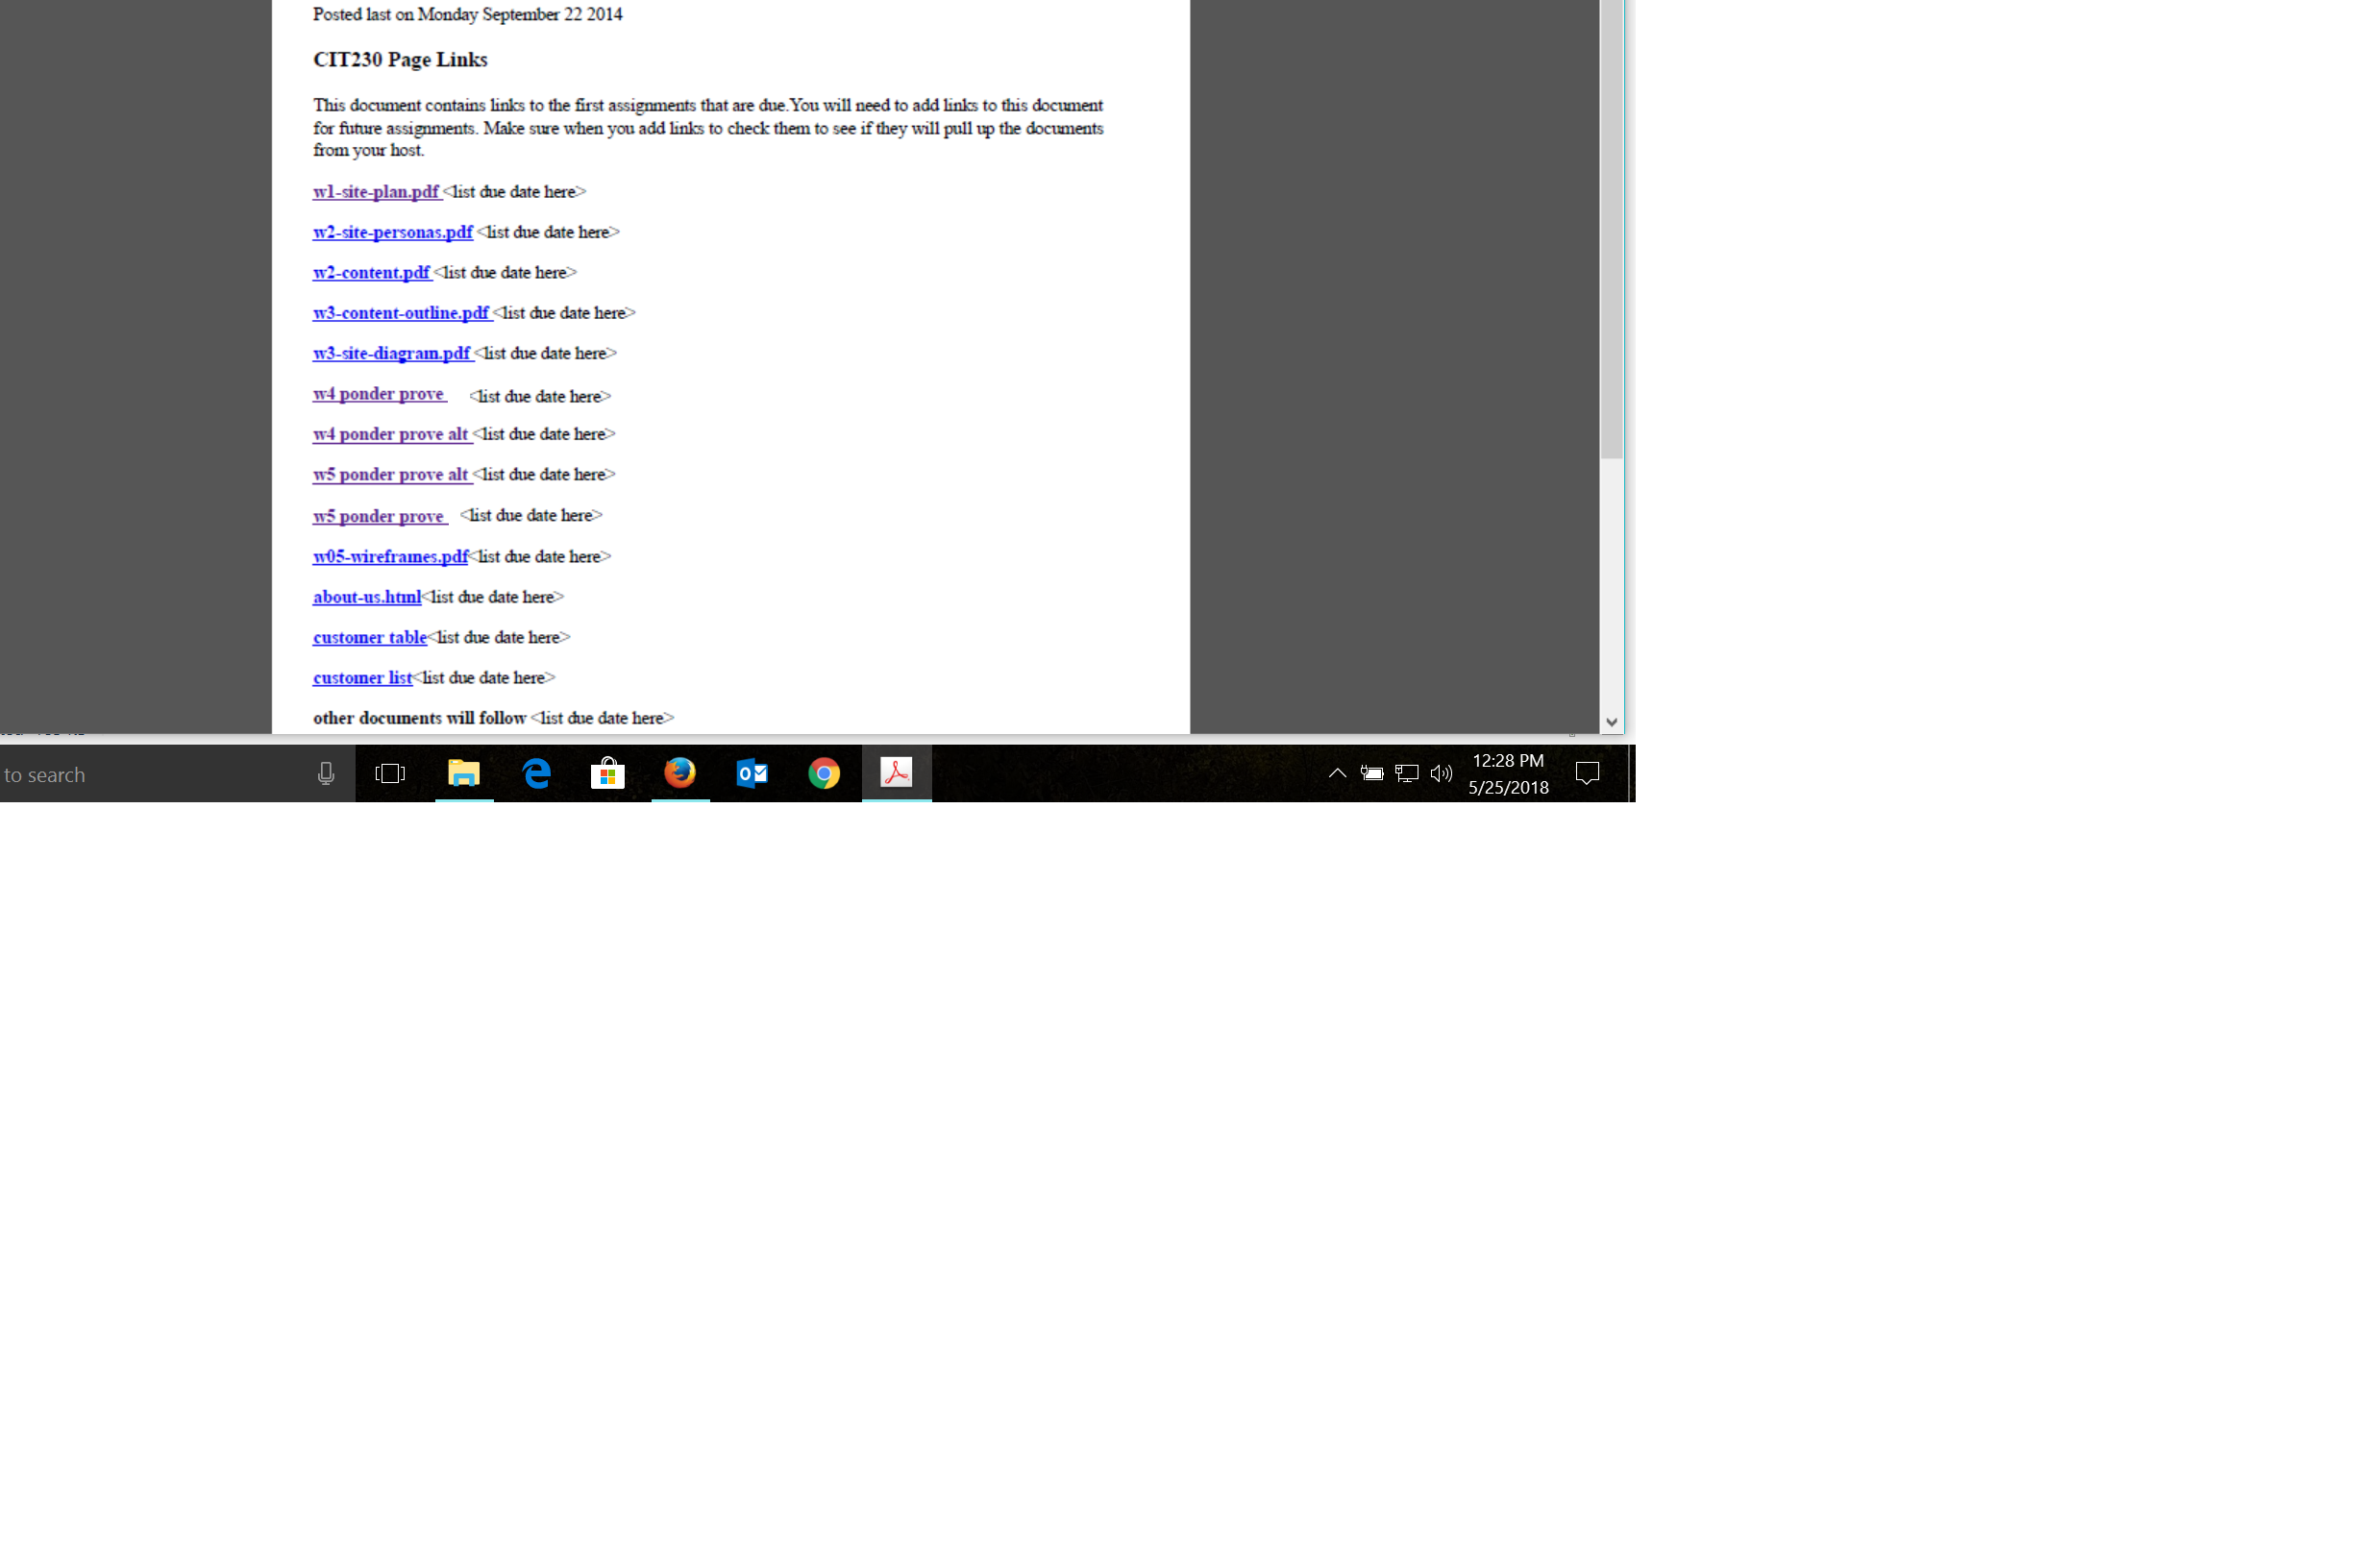 Posted last on Monday September 22 2014
CIT230 Page Links
This document contains links to the first assignments that are due.You will need to add links to this document
for future assignments. Make sure when you add links to check them to see if they will pull up the documents
from your host.
w1-site-plan.pdf <list due date here>
w2-site-personas.pdf <list due date here>
w2-content.pdf <list due date here>
w3-content-outline.pdf <list due date here>
w3-site-diagram.pdf <list due date here>
w4 ponder prove <list due date here>
w4 ponder prove alt <list due date here>
w5 ponder prove alt <list due date here>
w5 ponder prove <list due date here>
w05-wireframes.pdf<list due date here>
about-us.html<list due date here>
customer table<list due date here>
customer list<list due date here>
other documents will follow <list due date here>
to search
12:28 PM
5/25/2018